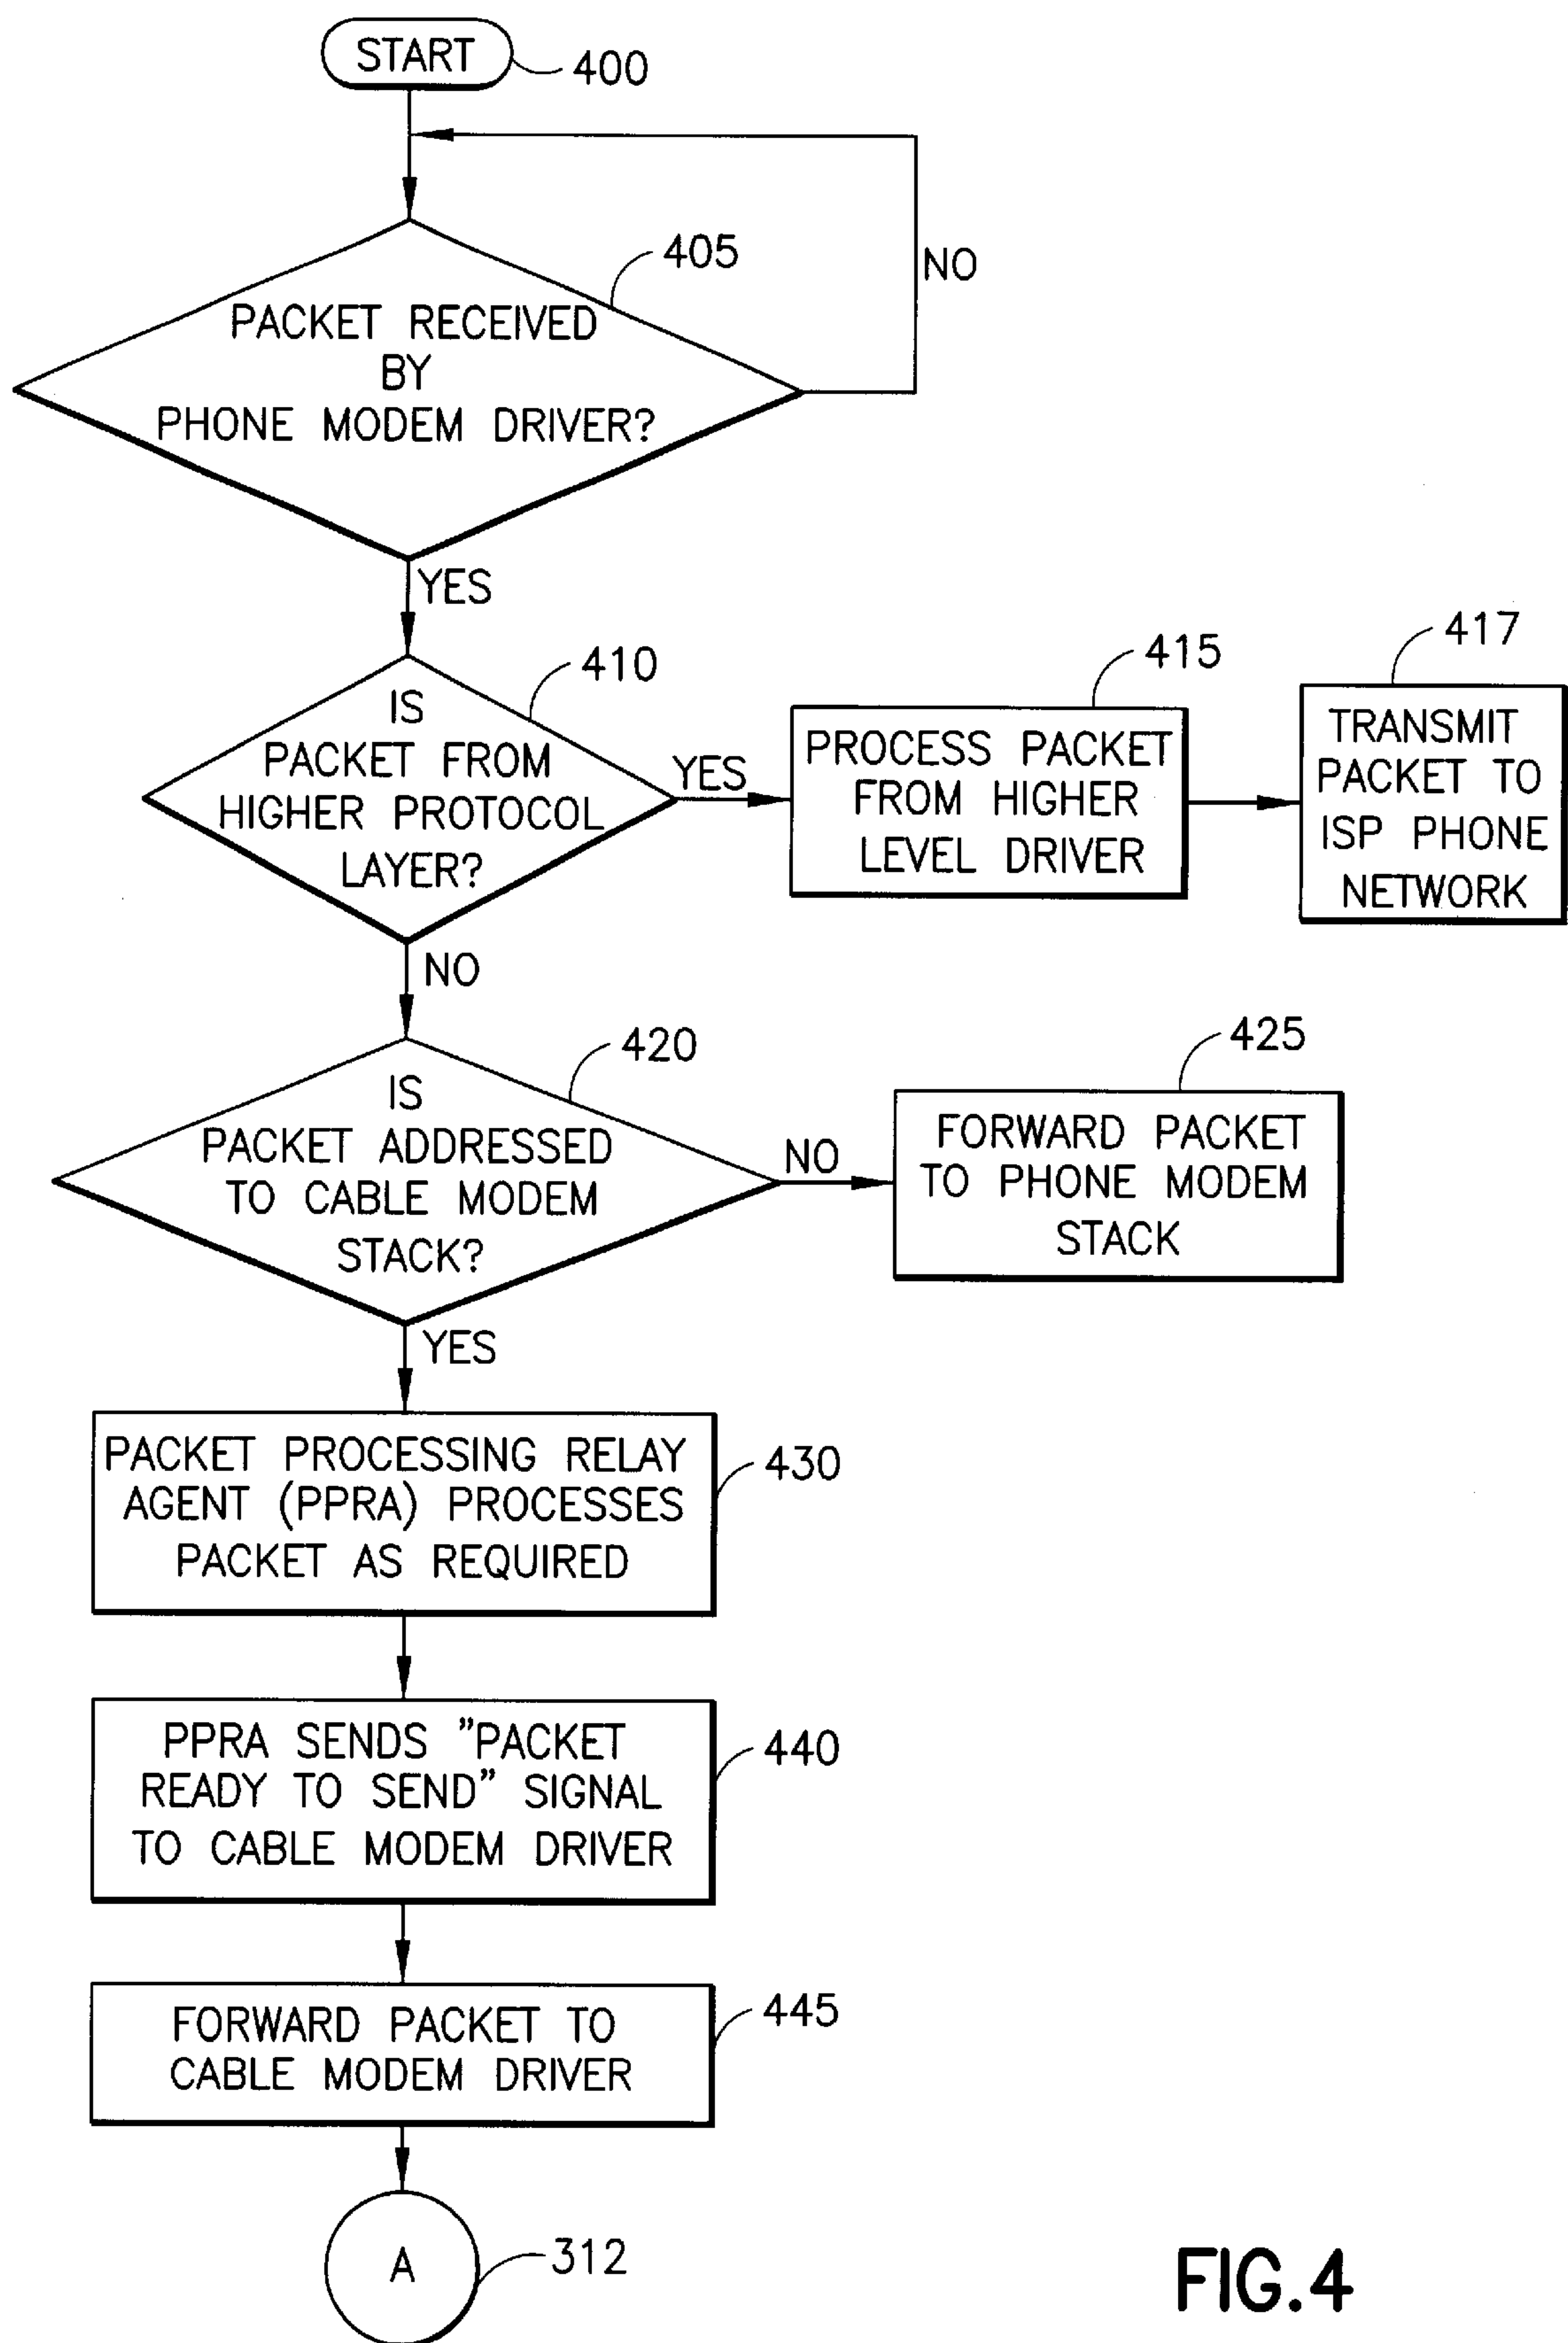 START
400
405
NO
PACKET RECEIVED
BY
PHONE MODEM DRIVER?
YES
410
IS
PACKET FROM
HIGHER PROTOCOL
LAYER?
YES
415
PROCESS PACKET
FROM HIGHER
LEVEL DRIVER
417
TRANSMIT
PACKET TO
ISP PHONE
NETWORK
NO
420
IS
PACKET ADDRESSED
TO CABLE MODEM
STACK?
NO
425
FORWARD PACKET
TO PHONE MODEM
STACK
YES
PACKET PROCESSING RELAY
AGENT (PPRA) PROCESSES
PACKET AS REQUIRED
430
PPRA SENDS "PACKET
READY TO SEND" SIGNAL
TO CABLE MODEM DRIVER
440
FORWARD PACKET TO
CABLE MODEM DRIVER
445
A
312
FIG.4